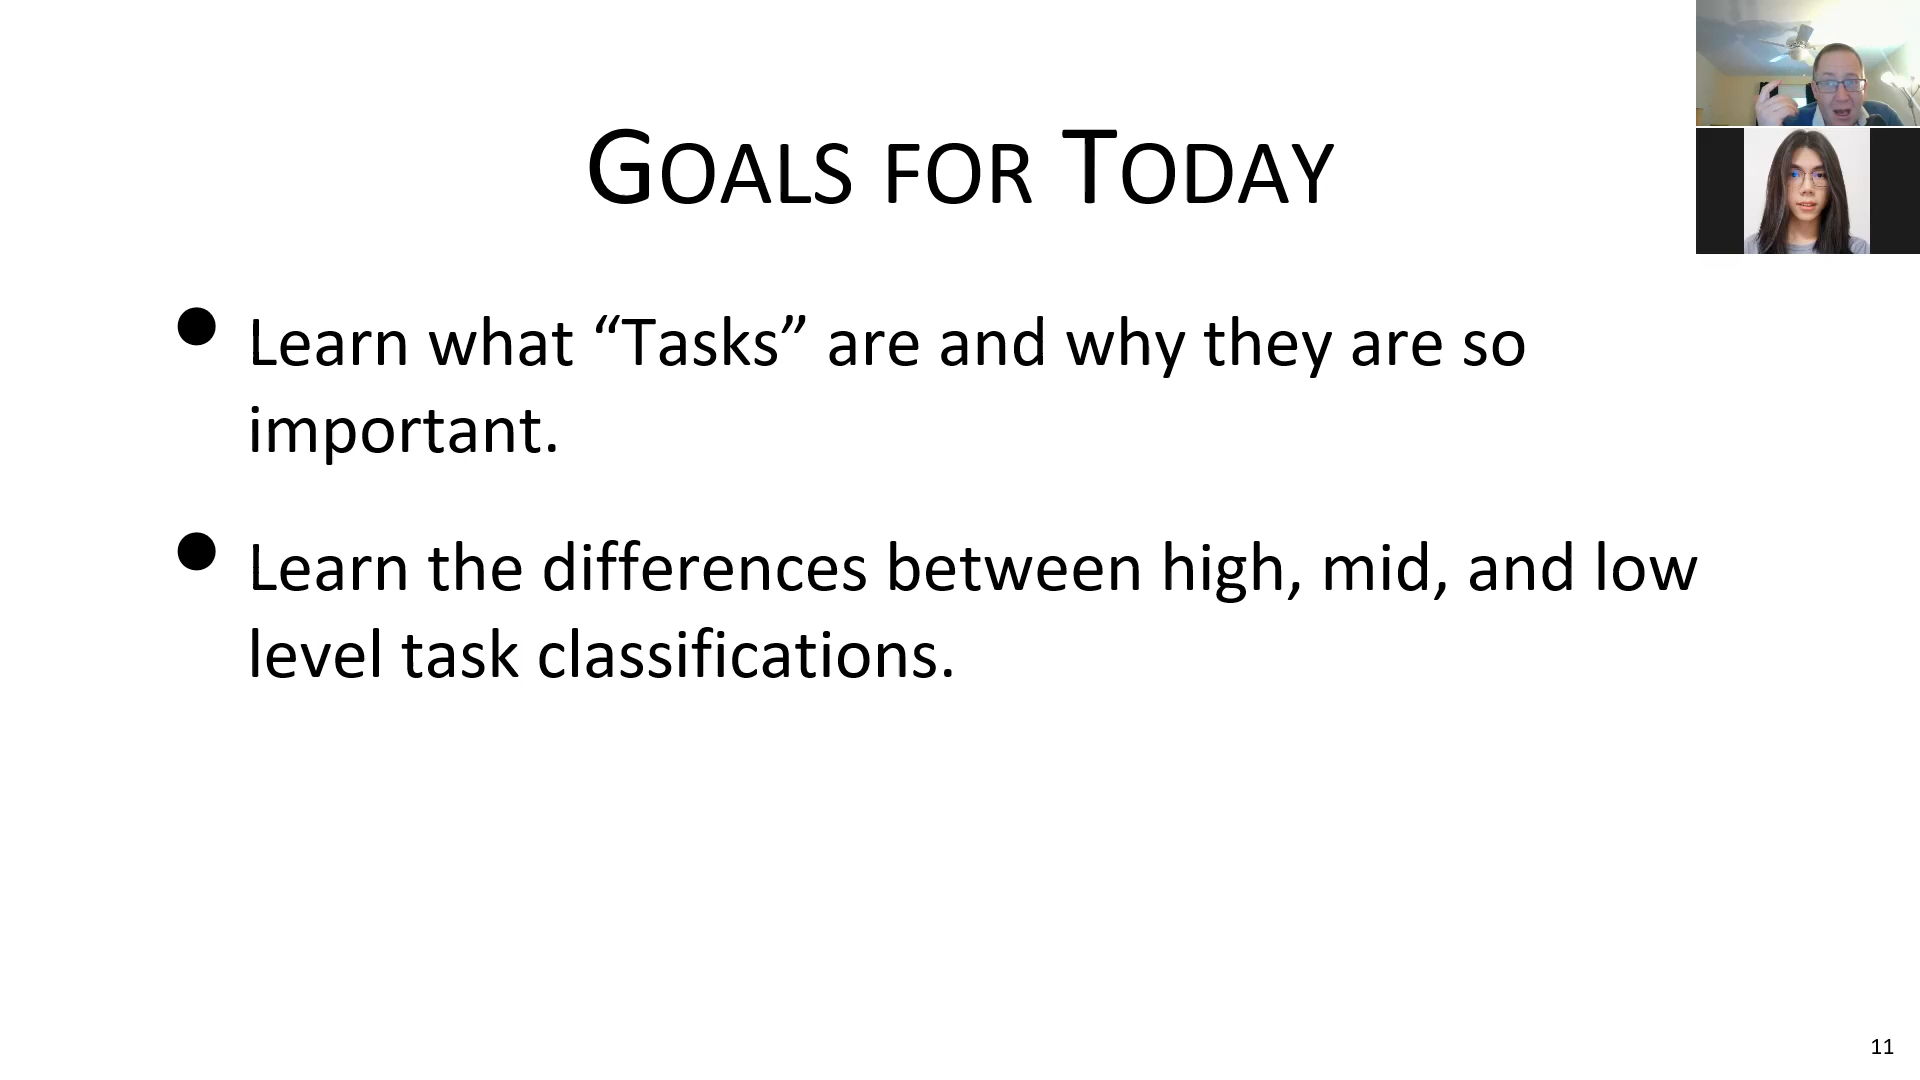 GOALS FOR TODAY
• Learn what “Tasks” are and why they are so
important.
• Learn the differences between high, mid, and low
level task classifications.
11